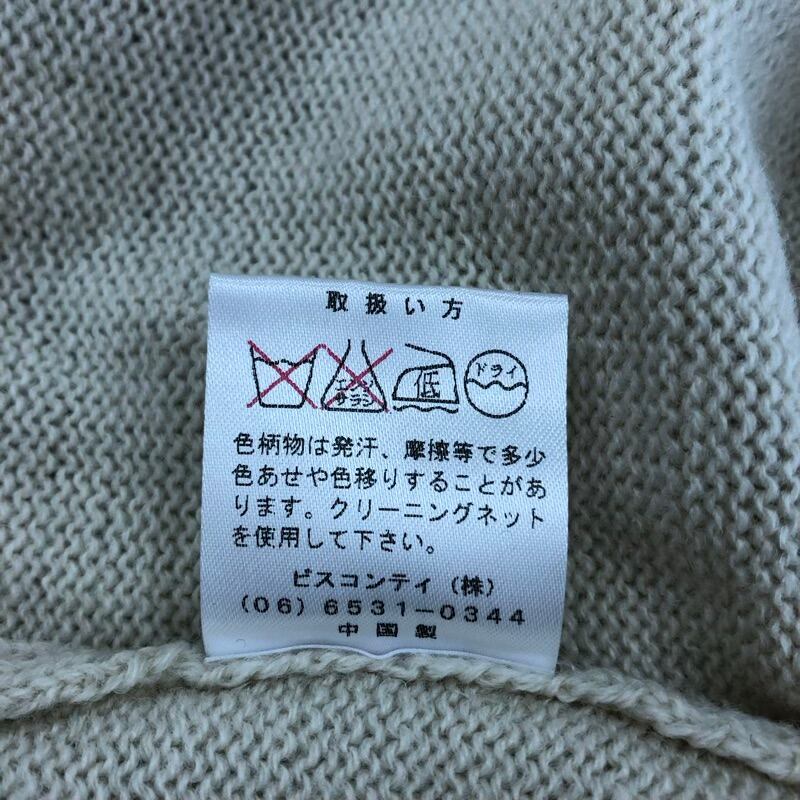 取扱い方
エンソ
サラシ
低
ドライ
色柄物は発汗、摩擦等で多少
色あせや色移りすることがあ
ります。クリーニングネット
を使用して下さい。
ビスコンティ(株)
(06)6531-0344
中国製